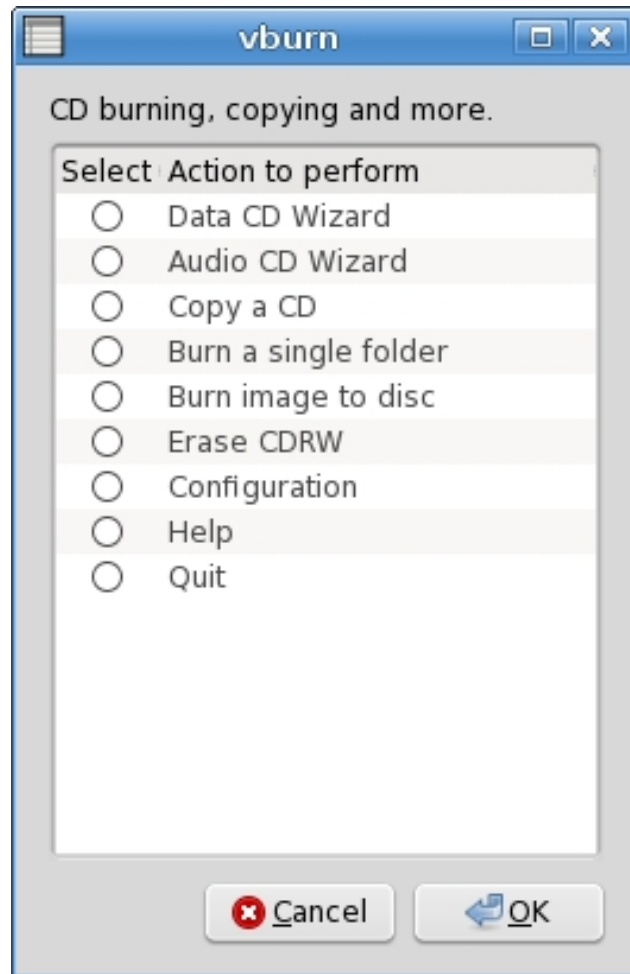 vburn
CD burning, copying and more.
Select Action to perform
Data CD Wizard
Audio CD Wizard
Copy a CD
Burn a single folder
Burn image to disc
Erase CDRW
Configuration
Help
Quit
Cancel OK